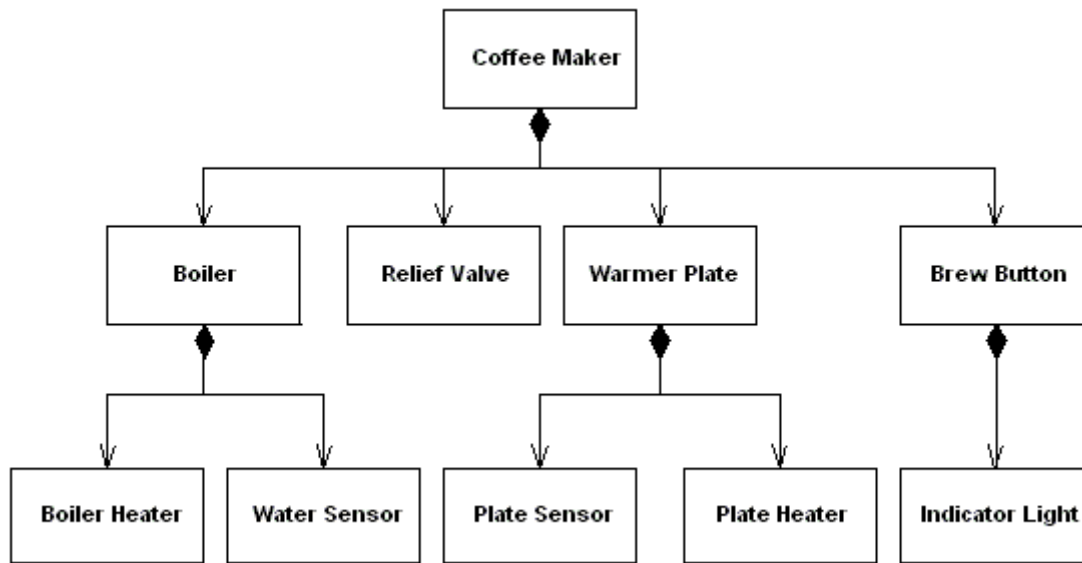 Coffee Maker
Boiler
Relief Valve
Warmer Plate
Brew Button
Boiler Heater
Water Sensor
Plate Sensor
Plate Heater
Indicator Light